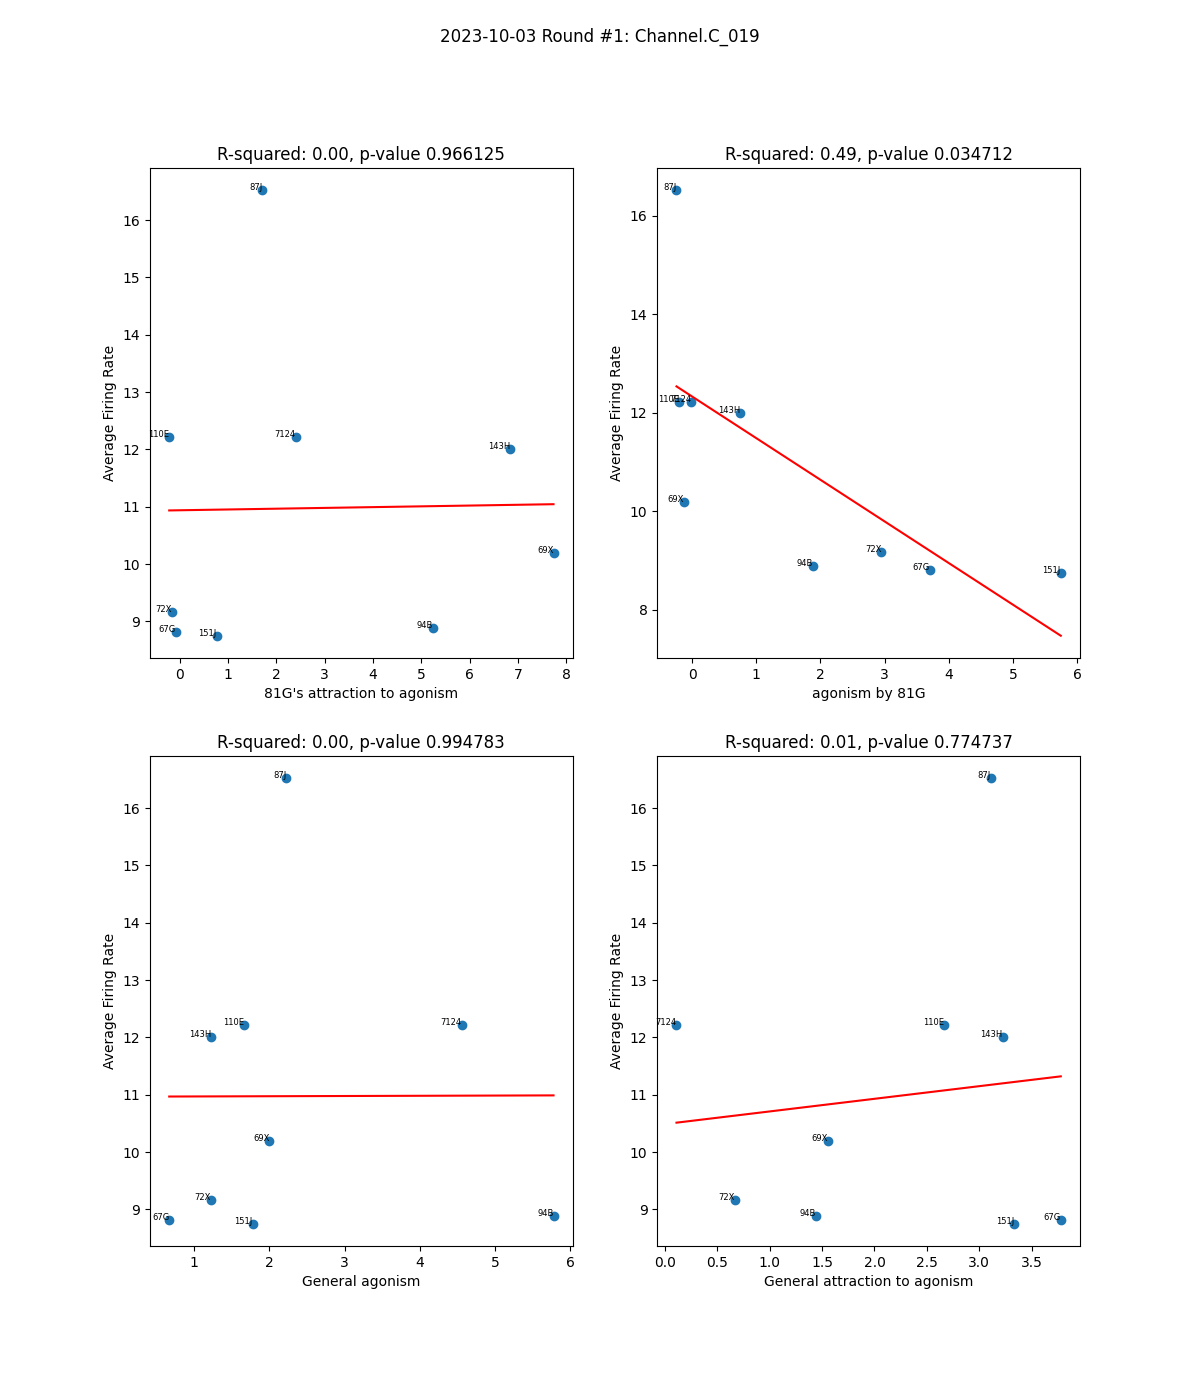 2023-10-03 Round #1: Channel.C_019
R-squared: 0.00, p-value 0.966125
87J
16
15
14
13
110E
7124
143H
12
11
69X
10
72X
67G
151J
94B
9
0 1 2 3 4 5 6 7 8
Average Firing Rate
81G's attraction to agonism
R-squared: 0.49, p-value 0.034712
87J
16
14
110E
7124
143H
12
69X
10
94B
72X
67G
151J
8
0 1 2 3 4 5 6
Average Firing Rate
agonism by 81G
R-squared: 0.00, p-value 0.994783
87J
16
15
14
13
143H
110E
7124
12
11
69X
10
67G
72X
151J
94B
9
1 2 3 4 5 6
Average Firing Rate
General agonism
R-squared: 0.01, p-value 0.774737
87J
16
15
14
13
7124
110E
143H
12
11
69X
10
72X
94B
151J
67G
9
0.0 0.5 1.0 1.5 2.0 2.5 3.0 3.5
Average Firing Rate
General attraction to agonism